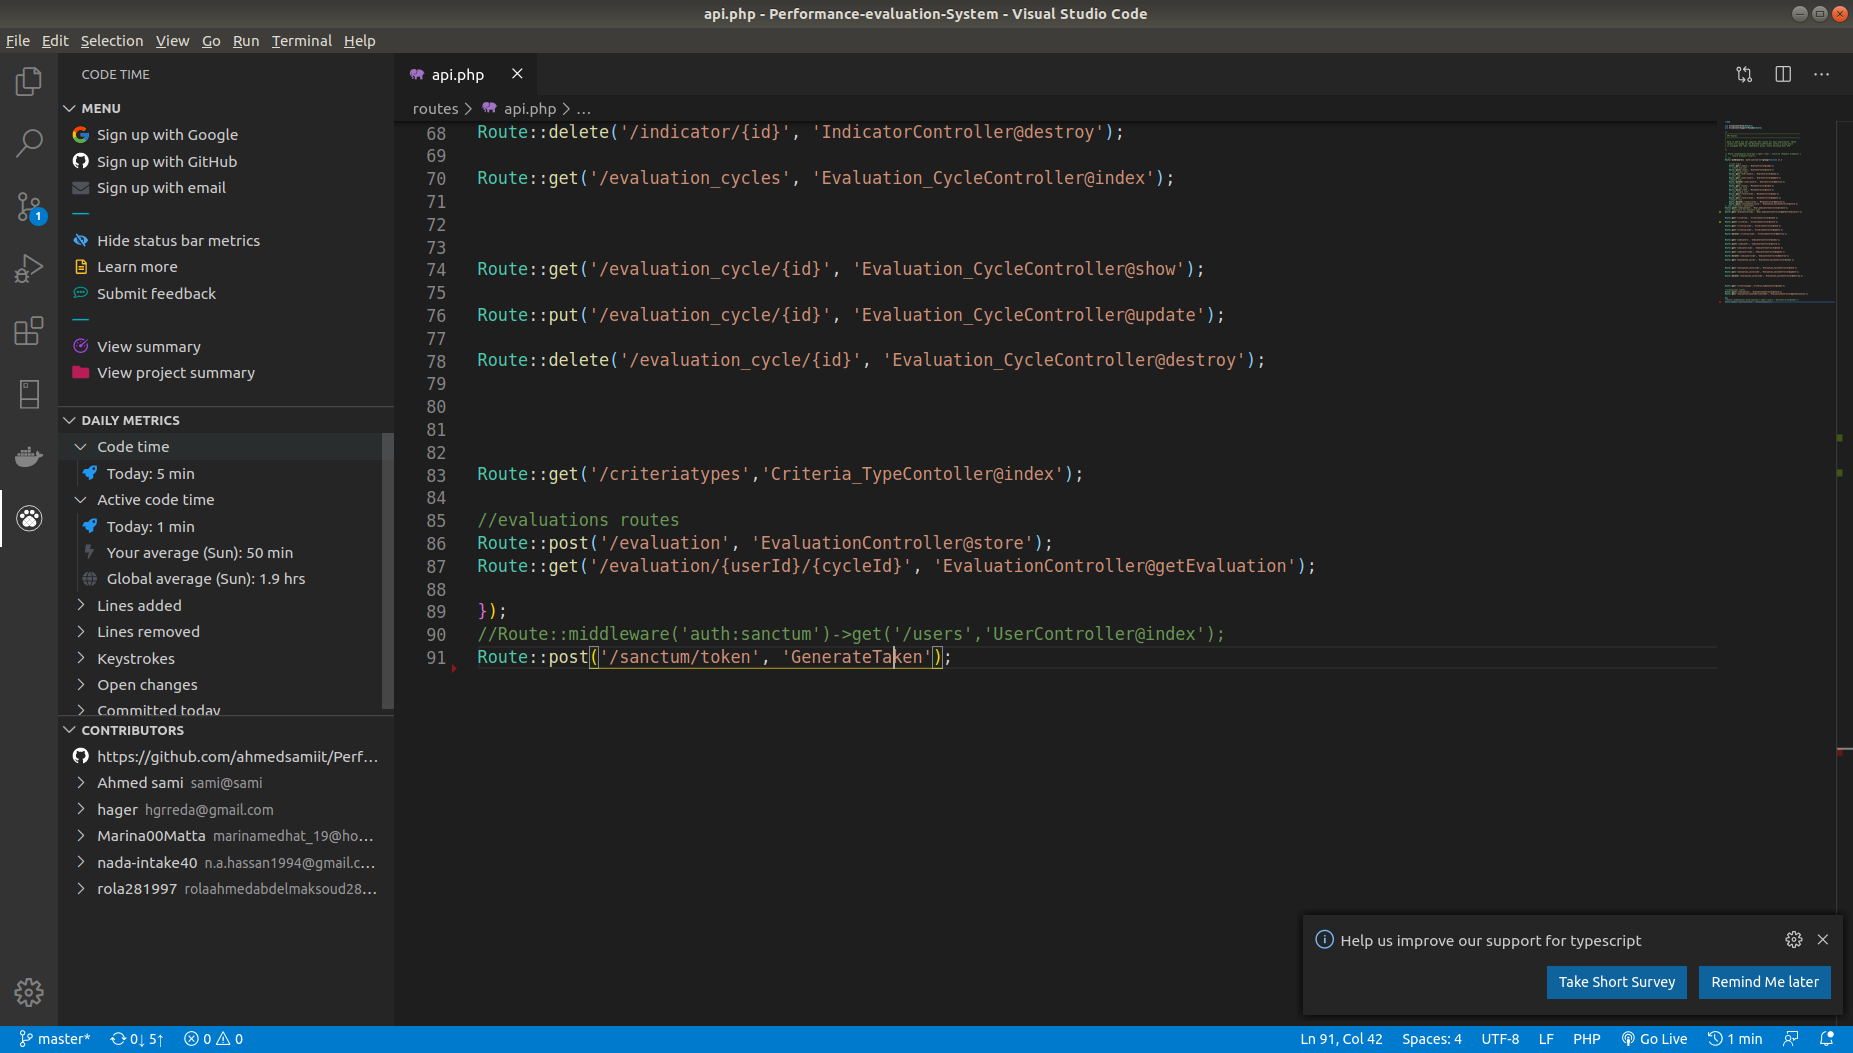 api.php - Performance-evaluation-System - Visual Studio Code
File Edit Selection View Go Run Terminal Help
CODE TIME
MENU
Sign up with Google
Sign up with GitHub
Sign up with email
Hide status bar metrics
Learn more
Submit feedback
View summary
View project summary
DAILY METRICS
Code time
Today: 5 min
Active code time
Today: 1 min
Your average (Sun): 50 min
Global average (Sun): 1.9 hrs
Lines added
Lines removed
Keystrokes
Open changes
Committed today
CONTRIBUTORS
https://github.com/ahmedsamiit/Perf...
Ahmed sami sami@sami
hager hgrreda@gmail.com
Marina00Matta marinamedhat_19@ho...
nada-intake40 n.a.hassan1994@gmail.c...
rola281997 rolaahmedabdelmaksoud28...
1
api.php
routes > api.php > ...
68 Route::delete('/indicator/{id}', 'IndicatorController@destroy');
69
70 Route::get('/evaluation_cycles', 'Evaluation_CycleController@index');
71
72
73
74 Route::get('/evaluation_cycle/{id}', 'Evaluation_CycleController@show');
75
76 Route::put('/evaluation_cycle/{id}', 'Evaluation_CycleController@update');
77
78 Route::delete('/evaluation_cycle/{id}', 'Evaluation_CycleController@destroy');
79
80
81
82
83 Route::get('/criteriatypes','Criteria_TypeContoller@index');
84
85 //evaluations routes
86 Route::post('/evaluation', 'EvaluationController@store');
87 Route::get('/evaluation/{userId}/{cycleId}', 'EvaluationController@getEvaluation');
88
89 });
90 //Route::middleware('auth:sanctum')->get('/users','UserController@index');
91 Route::post('/sanctum/token', 'GenerateTaken');
Help us improve our support for typescript
Take Short Survey Remind Me later
master* 0↓ 5↑ 0 0 Ln 91, Col 42 Spaces: 4 UTF-8 LF PHP Go Live 1 min